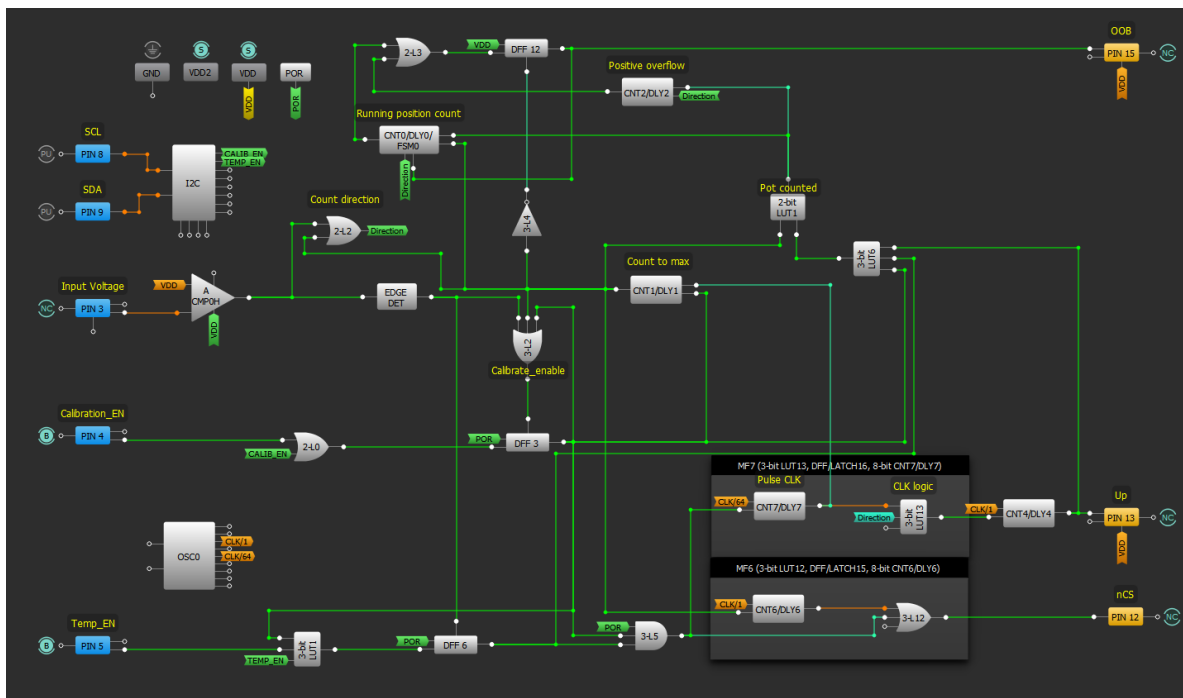 OOB
2-L3
VDD
DFF 12
PIN 15
NC
S
S
GND
VDD2
VDD
POR
Positive overflow
CNT2/DLY2
Direction
VDD
VDD
POR
Running position count
CNT0/DLY0/
FSM0
Direction
SCL
PU
PIN 8
CALIB_EN
TEMP_EN
I2C
SDA
PU
PIN 9
Pot counted
2-bit
LUT1
Count direction
2-L2
Direction
3-L4
3-bit
LUT6
Count to max
CNT1/DLY1
Input Voltage
NC
PIN 3
VDD
A
CMP0H
VDD
EDGE
DET
3-L2
Calibrate_enable
Calibration_EN
B
PIN 4
CALIB_EN
2-L0
POR
DFF 3
MF7 (3-bit LUT13, DFF/LATCH16, 8-bit CNT7/DLY7)
Pulse CLK
CLK logic
CLK/64
CNT7/DLY7
Direction
3-bit
LUT13
CLK/1
CNT4/DLY4
Up
PIN 13
NC
VDD
OSC0
CLK/1
CLK/64
MF6 (3-bit LUT12, DFF/LATCH15, 8-bit CNT6/DLY6)
CLK/1
CNT6/DLY6
3-L12
nCS
PIN 12
NC
Temp_EN
B
PIN 5
TEMP_EN
3-bit
LUT1
POR
DFF 6
POR
3-L5